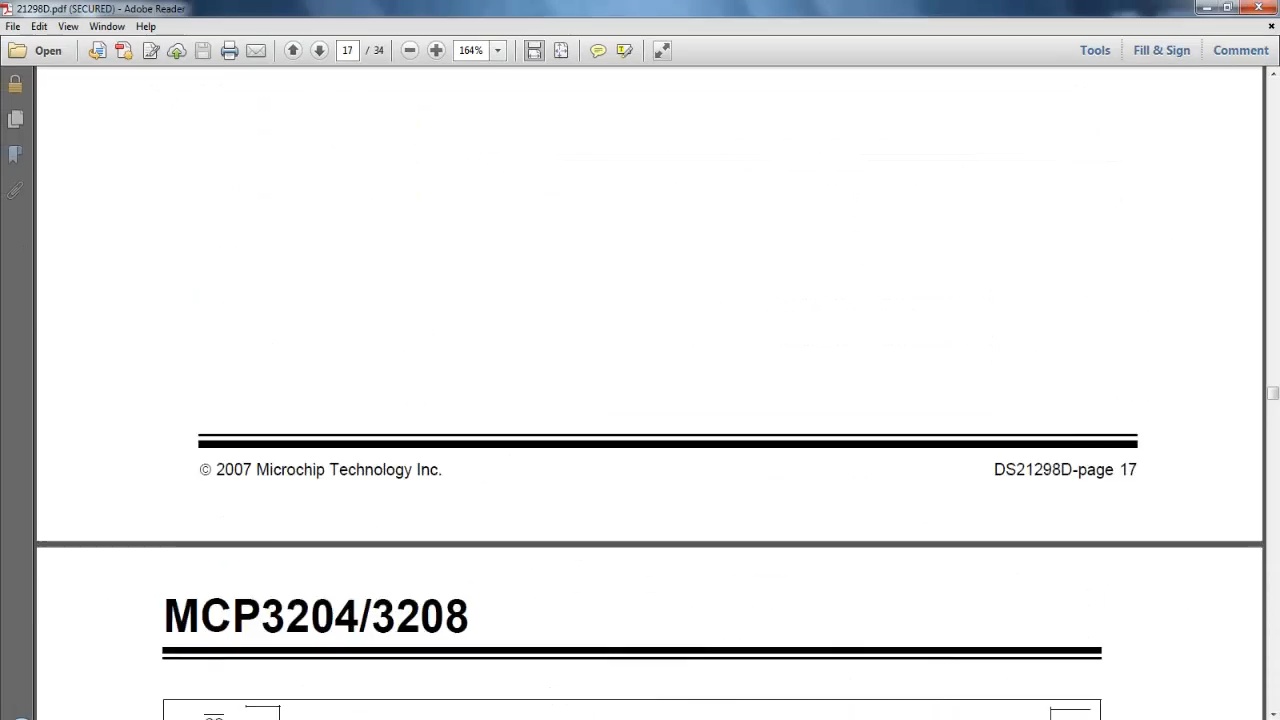 21298D.pdf (SECURED) - Adobe Reader
File Edit View Window Help
Open 17 / 34 164% Tools Fill & Sign Comment
© 2007 Microchip Technology Inc. DS21298D-page 17
MCP3204/3208